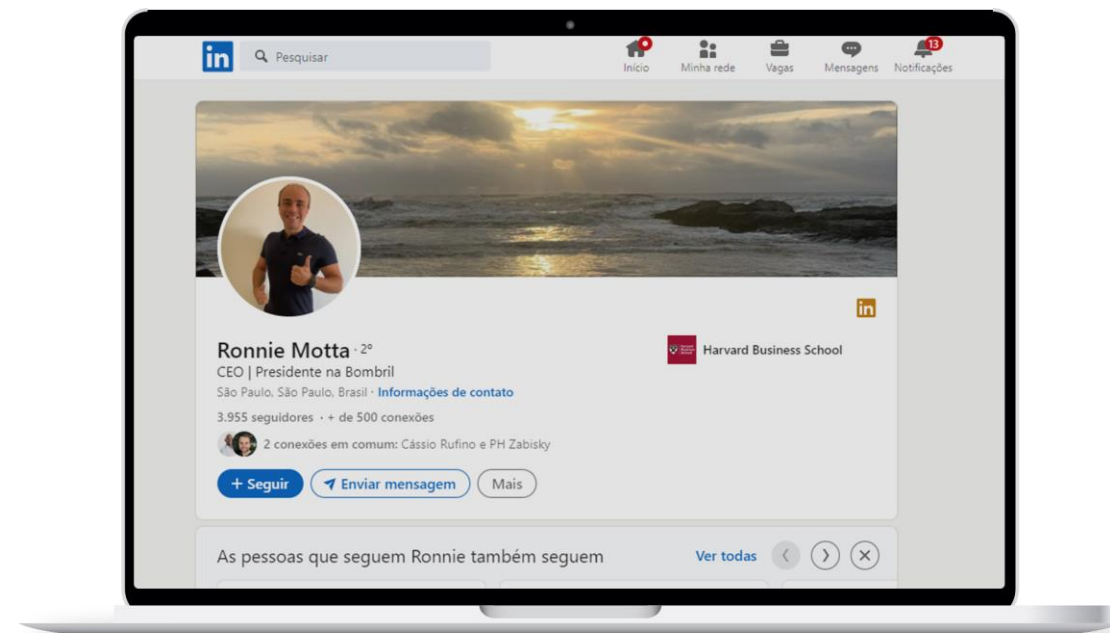 in Pesquisar
Início Minha rede Vagas Mensagens 13 Notificações
in
Ronnie Motta · 2º
Harvard Business School
CEO | Presidente na Bombril
São Paulo, São Paulo, Brasil · Informações de contato
3.955 seguidores · + de 500 conexões
2 conexões em comum: Cássio Rufino e PH Zabisky
+ Seguir Enviar mensagem Mais
As pessoas que seguem Ronnie também seguem Ver todas